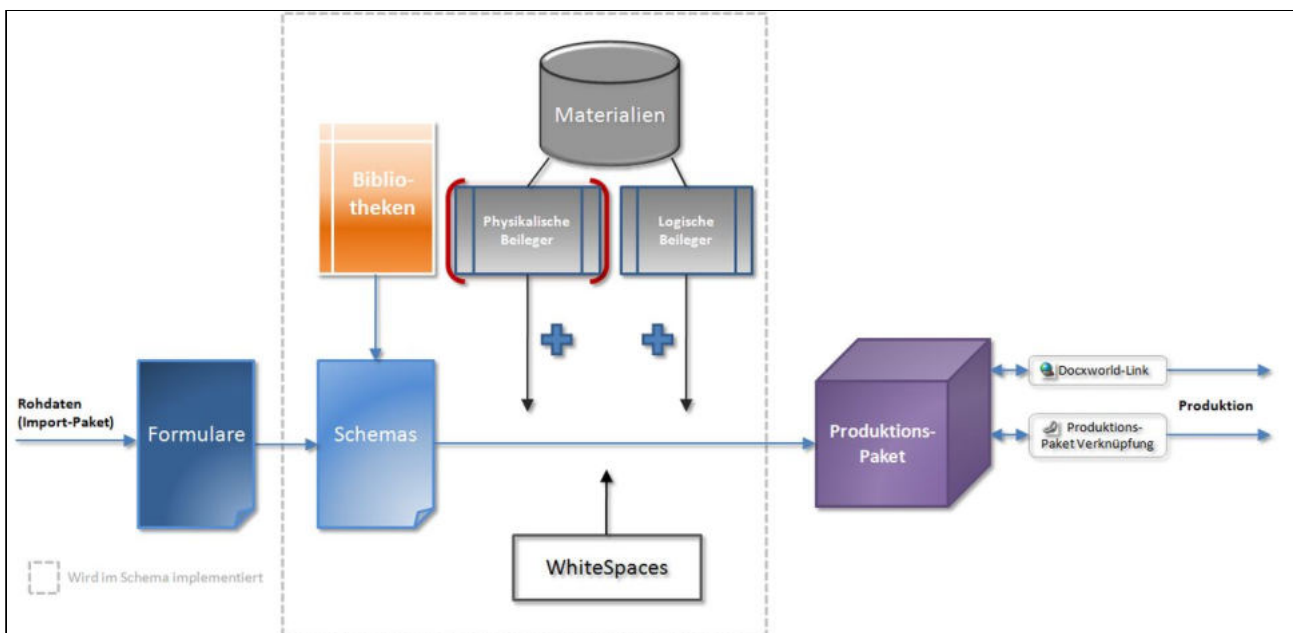 Materialien
Biblio-
theken
Physikalische
Beileger
Logische
Beileger
Rohdaten
(Import-Paket)
Formulare
Schemas
Produktions-
Paket
Docxworld-Link
Produktion
Produktions-
Paket Verknüpfung
WhiteSpaces
Wird im Schema implementiert